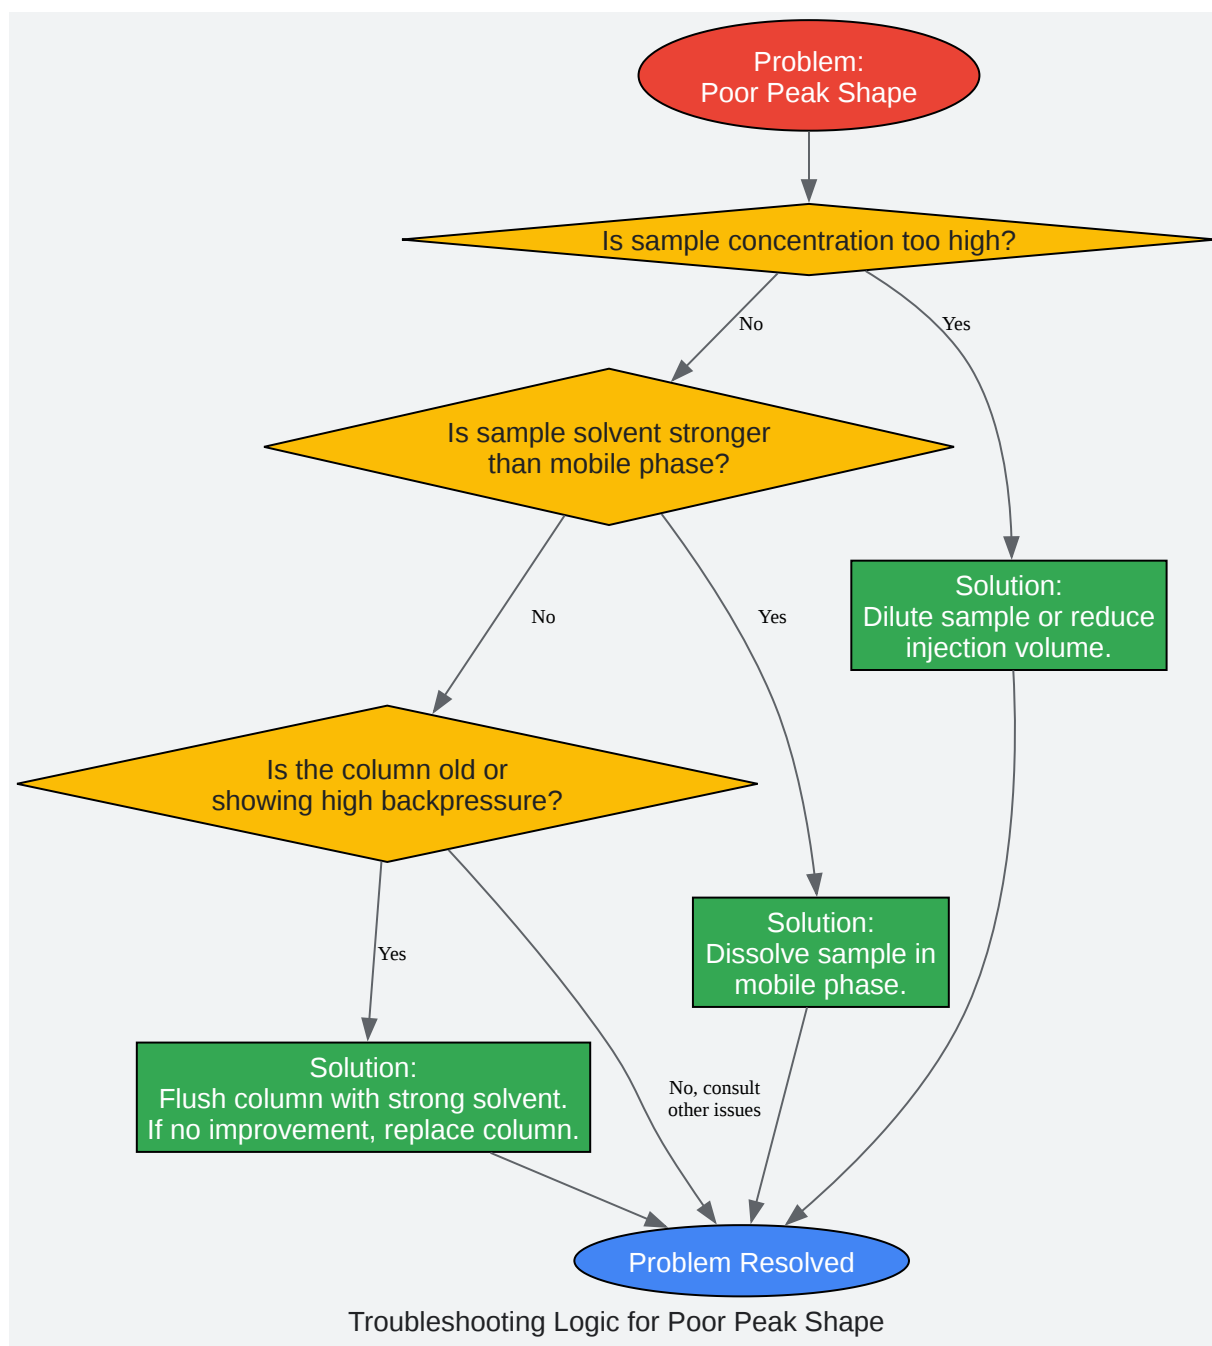 Problem:
Poor Peak Shape
Is sample concentration too high?
No
Yes
Is sample solvent stronger
than mobile phase?
Solution:
Dilute sample or reduce
injection volume.
No
Yes
Is the column old or
showing high backpressure?
Solution:
Dissolve sample in
mobile phase.
Yes
Solution:
Flush column with strong solvent.
If no improvement, replace column.
No, consult
other issues
Problem Resolved
Troubleshooting Logic for Poor Peak Shape